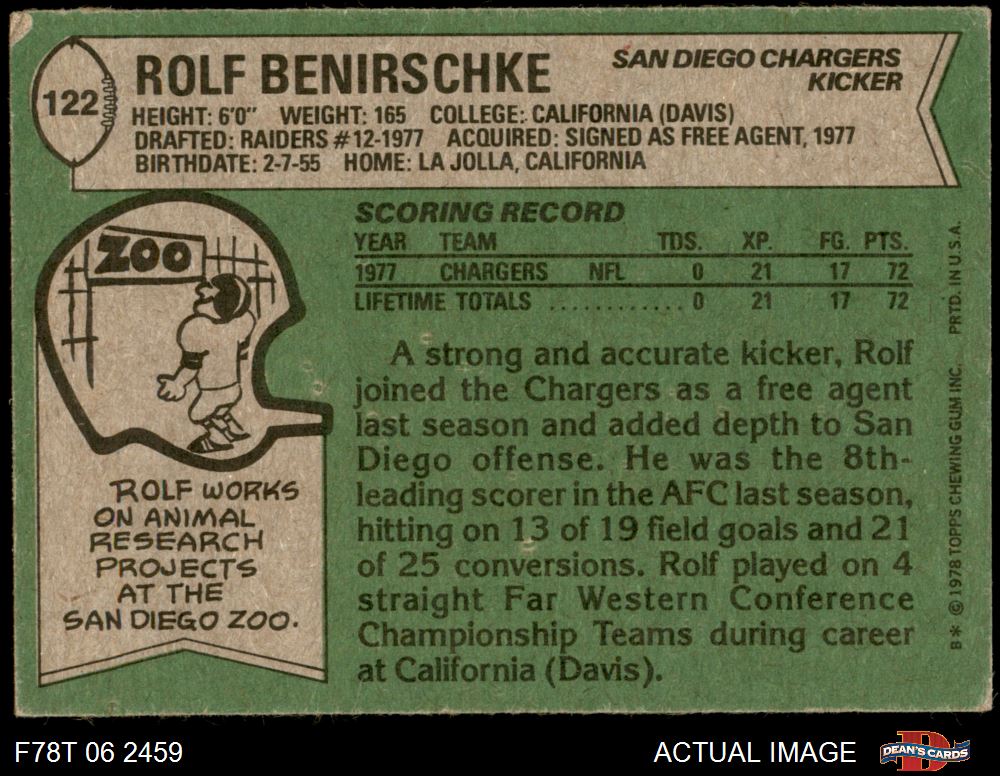 122
ROLF BENIRSCHKE
SAN DIEGO CHARGERS
KICKER
HEIGHT: 6'0" WEIGHT: 165 COLLEGE: CALIFORNIA (DAVIS)
DRAFTED: RAIDERS #12-1977 ACQUIRED: SIGNED AS FREE AGENT, 1977
BIRTHDATE: 2-7-55 HOME: LA JOLLA, CALIFORNIA
ZOO
ROLF WORKS
ON ANIMAL
RESEARCH
PROJECTS
AT THE
SAN DIEGO ZOO.
SCORING RECORD
YEAR TEAM TDS. XP. FG. PTS.
1977 CHARGERS NFL 0 21 17 72
LIFETIME TOTALS ............ 0 21 17 72
A strong and accurate kicker, Rolf
joined the Chargers as a free agent
last season and added depth to San
Diego offense. He was the 8th-
leading scorer in the AFC last season,
hitting on 13 of 19 field goals and 21
of 25 conversions. Rolf played on 4
straight Far Western Conference
Championship Teams during career
at California (Davis).
B* © 1978 TOPPS CHEWING GUM INC. PRTD. IN U.S.A.
F78T 06 2459
ACTUAL IMAGE
DEAN'S CARDS